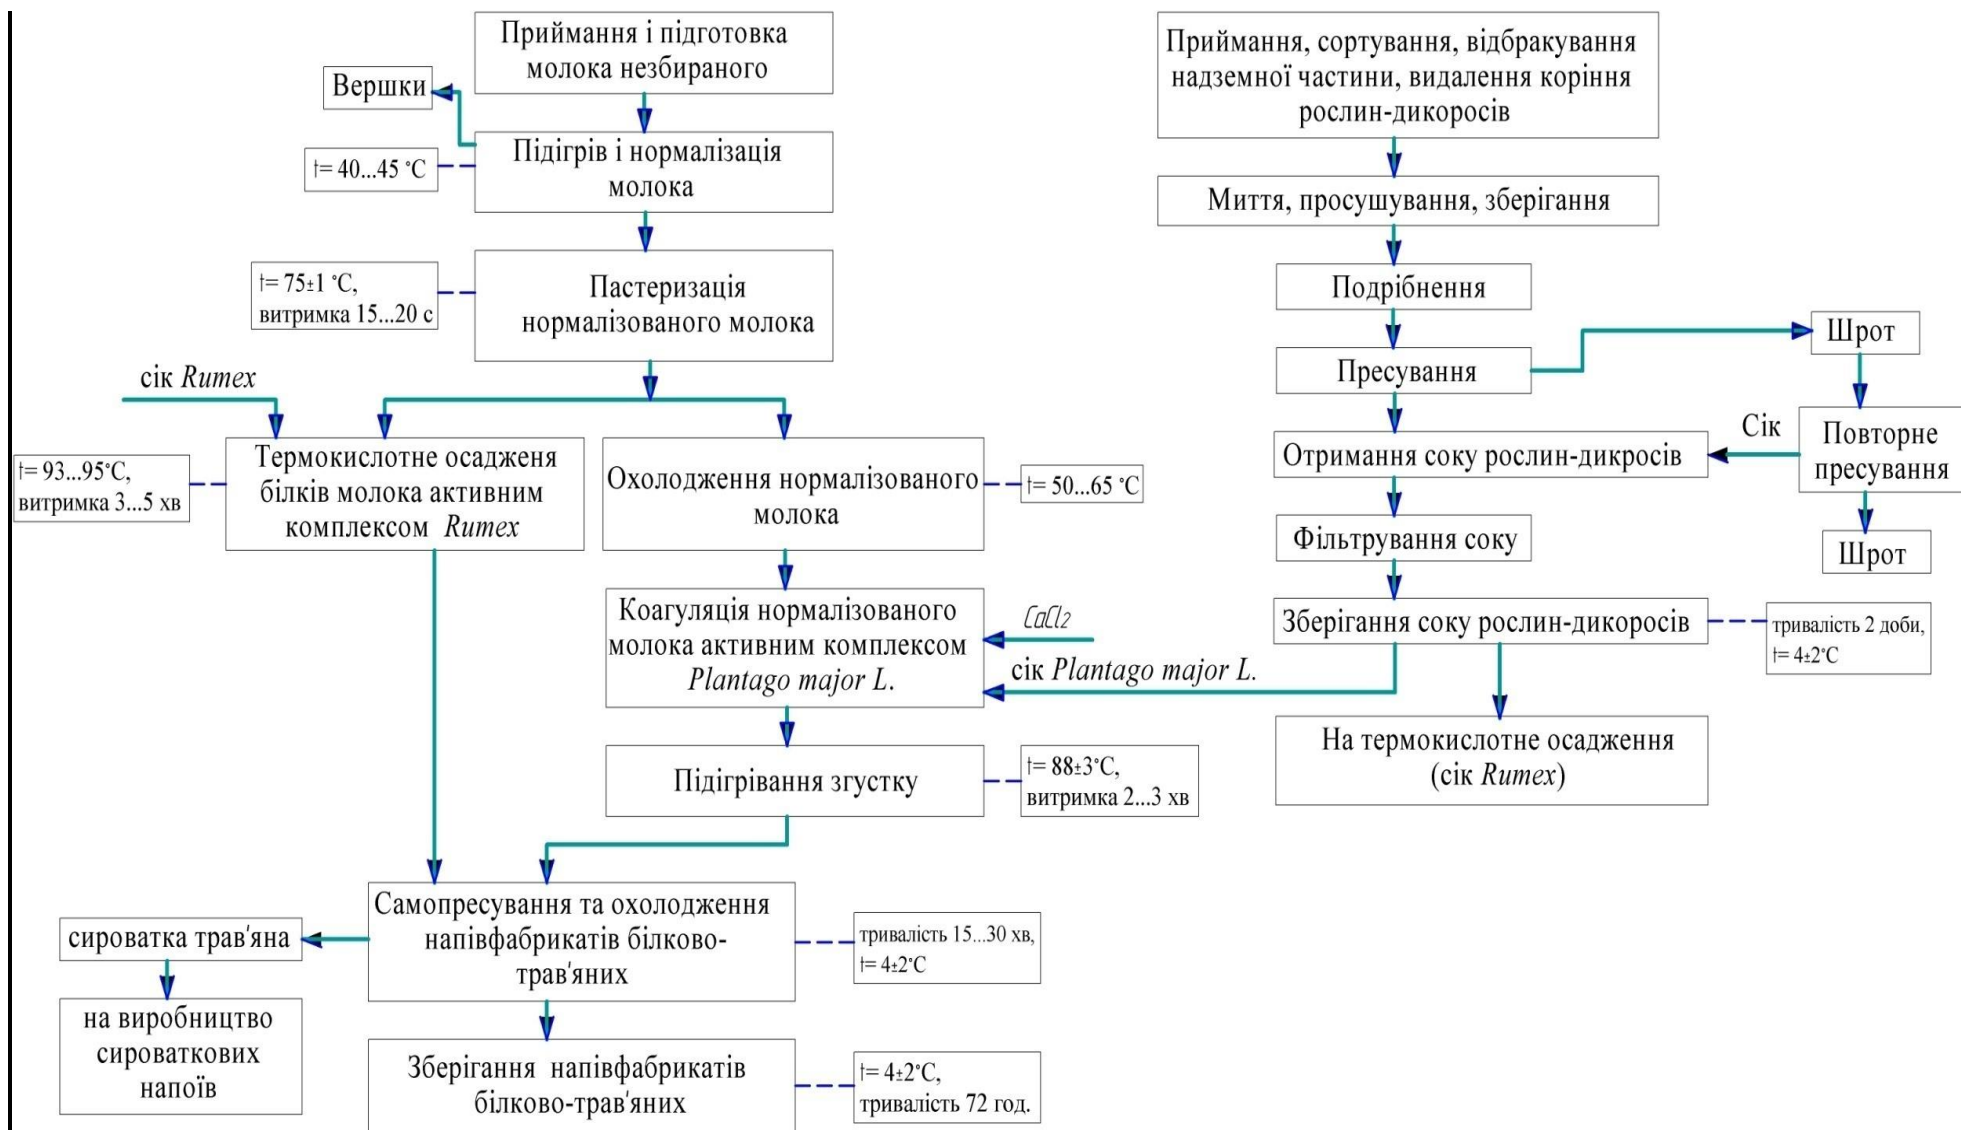 Приймання і підготовка
молока незбираного
Вершки
Підігрів і нормалізація
молока
t= 40...45 °C
Пастеризація
нормалізованого молока
t= 75±1 °C,
витримка 15...20 с
сік Rumex
Термокислотне осадженя
білків молока активним
комплексом Rumex
t= 93...95°C,
витримка 3...5 хв
Охолодження нормалізованого
молока
t= 50...65 °C
Коагуляція нормалізованого
молока активним комплексом
Plantago major L.
CaCl2
сік Plantago major L.
Підігрівання згустку
t= 88±3°C,
витримка 2...3 хв
Самопресування та охолодження
напівфабрикатів білково-
трав'яних
тривалість 15...30 хв,
t= 4±2°C
сироватка трав'яна
на виробництво
сироваткових
напоїв
Зберігання напівфабрикатів
білково-трав'яних
t= 4±2°C,
тривалість 72 год.
Приймання, сортування, відбракування
надземної частини, видалення коріння
рослин-дикоросів
Миття, просушування, зберігання
Подрібнення
Пресування
Шрот
Повторне
пресування
Сік
Шрот
Отримання соку рослин-дикросів
Фільтрування соку
Зберігання соку рослин-дикоросів
тривалість 2 доби,
t= 4±2°C
На термокислотне осадження
(сік Rumex)